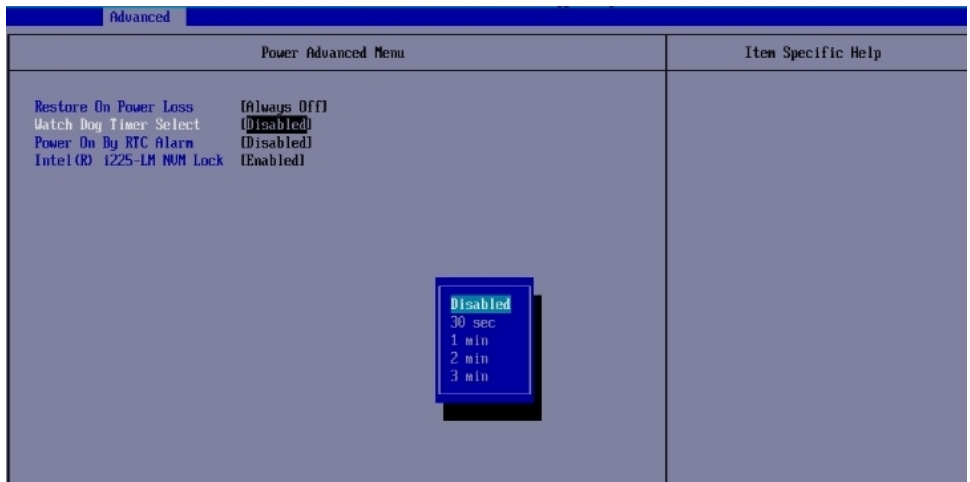 Advanced
Power Advanced Menu
Item Specific Help
Restore On Power Loss [Always Off]
Watch Dog Timer Select [Disabled]
Power On By RTC Alarm [Disabled]
Intel(R) i225-LM NVM Lock [Enabled]
Disabled
30 sec
1 min
2 min
3 min